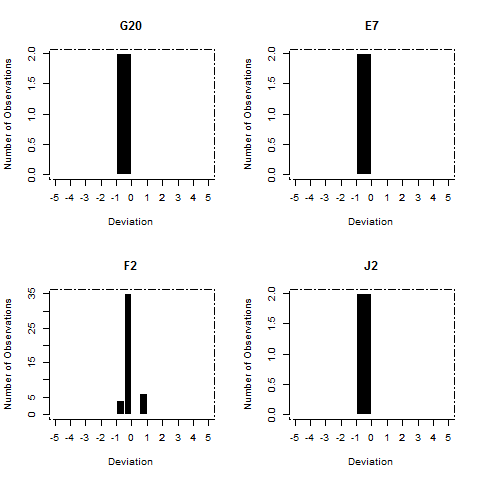 G20
Number of Observations
0.0 0.5 1.0 1.5 2.0
-5 -4 -3 -2 -1 0 1 2 3 4 5
Deviation
E7
Number of Observations
0.0 0.5 1.0 1.5 2.0
-5 -4 -3 -2 -1 0 1 2 3 4 5
Deviation
F2
Number of Observations
0 5 15 25 35
-5 -4 -3 -2 -1 0 1 2 3 4 5
Deviation
J2
Number of Observations
0.0 0.5 1.0 1.5 2.0
-5 -4 -3 -2 -1 0 1 2 3 4 5
Deviation